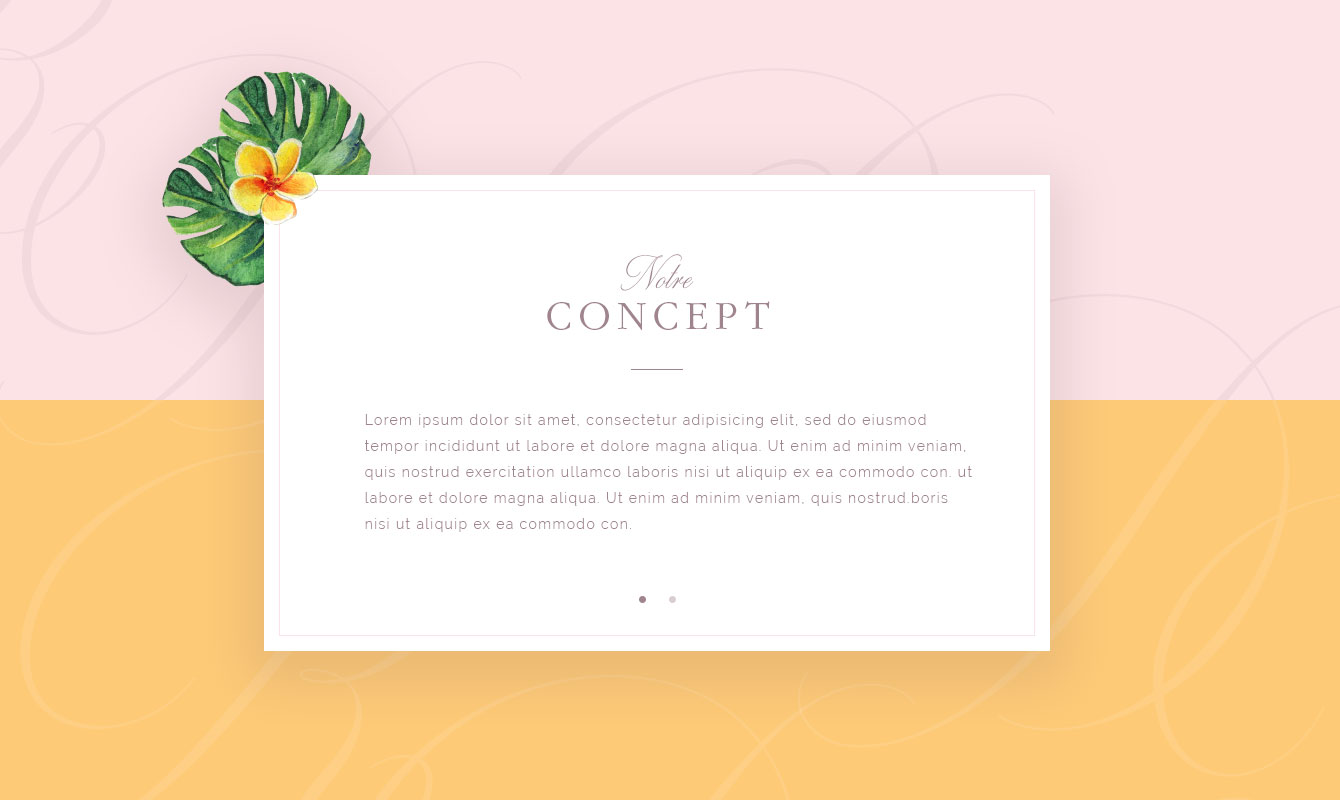 Notre
CONCEPT
Lorem ipsum dolor sit amet, consectetur adipisicing elit, sed do eiusmod
tempor incididunt ut labore et dolore magna aliqua. Ut enim ad minim veniam,
quis nostrud exercitation ullamco laboris nisi ut aliquip ex ea commodo con. ut
labore et dolore magna aliqua. Ut enim ad minim veniam, quis nostrud.boris
nisi ut aliquip ex ea commodo con.